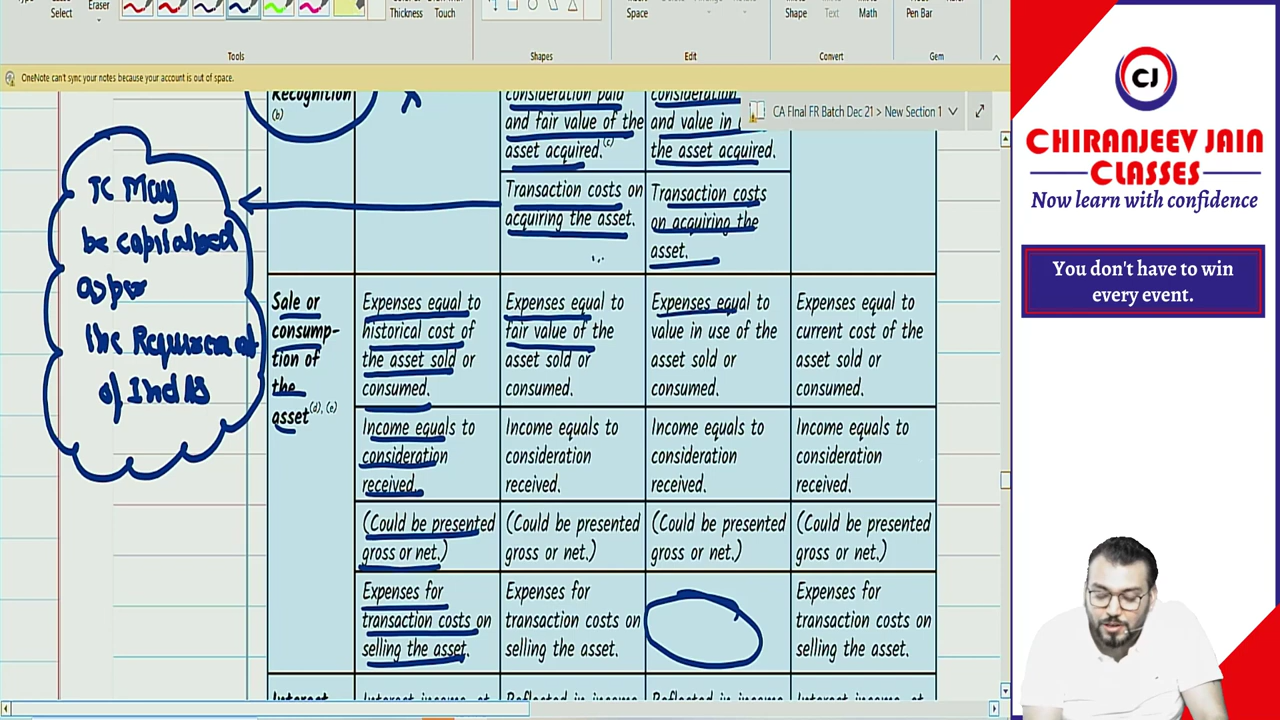 Eraser
Select
Thickness
Touch
Space
Shape
Text
Math
Pen Bar
Tools
Shapes
Edit
Convert
Gem
OneNote can't sync your notes because your account is out of space.
CA FInal FR Batch Dec 21 > New Section 1
Recognition
(b)
consideration paid
and fair value of the
asset acquired.(c)
consideration
and value in
the asset acquired.
Transaction costs on
acquiring the asset.
Transaction costs
on acquiring the
asset.
TC May
be capitalised
as per
the Requirement
of Ind AS
Sale or
consump-
tion of
the
asset(d), (e)
Expenses equal to
historical cost of
the asset sold or
consumed.
Expenses equal to
fair value of the
asset sold or
consumed.
Expenses equal to
value in use of the
asset sold or
consumed.
Expenses equal to
current cost of the
asset sold or
consumed.
Income equals to
consideration
received.
Income equals to
consideration
received.
Income equals to
consideration
received.
Income equals to
consideration
received.
(Could be presented
gross or net.)
(Could be presented
gross or net.)
(Could be presented
gross or net.)
(Could be presented
gross or net.)
Expenses for
transaction costs on
selling the asset.
Expenses for
transaction costs on
selling the asset.
Expenses for
transaction costs on
selling the asset.
CJ
CHIRANJEEV JAIN
CLASSES
Now learn with confidence
You don't have to win
every event.